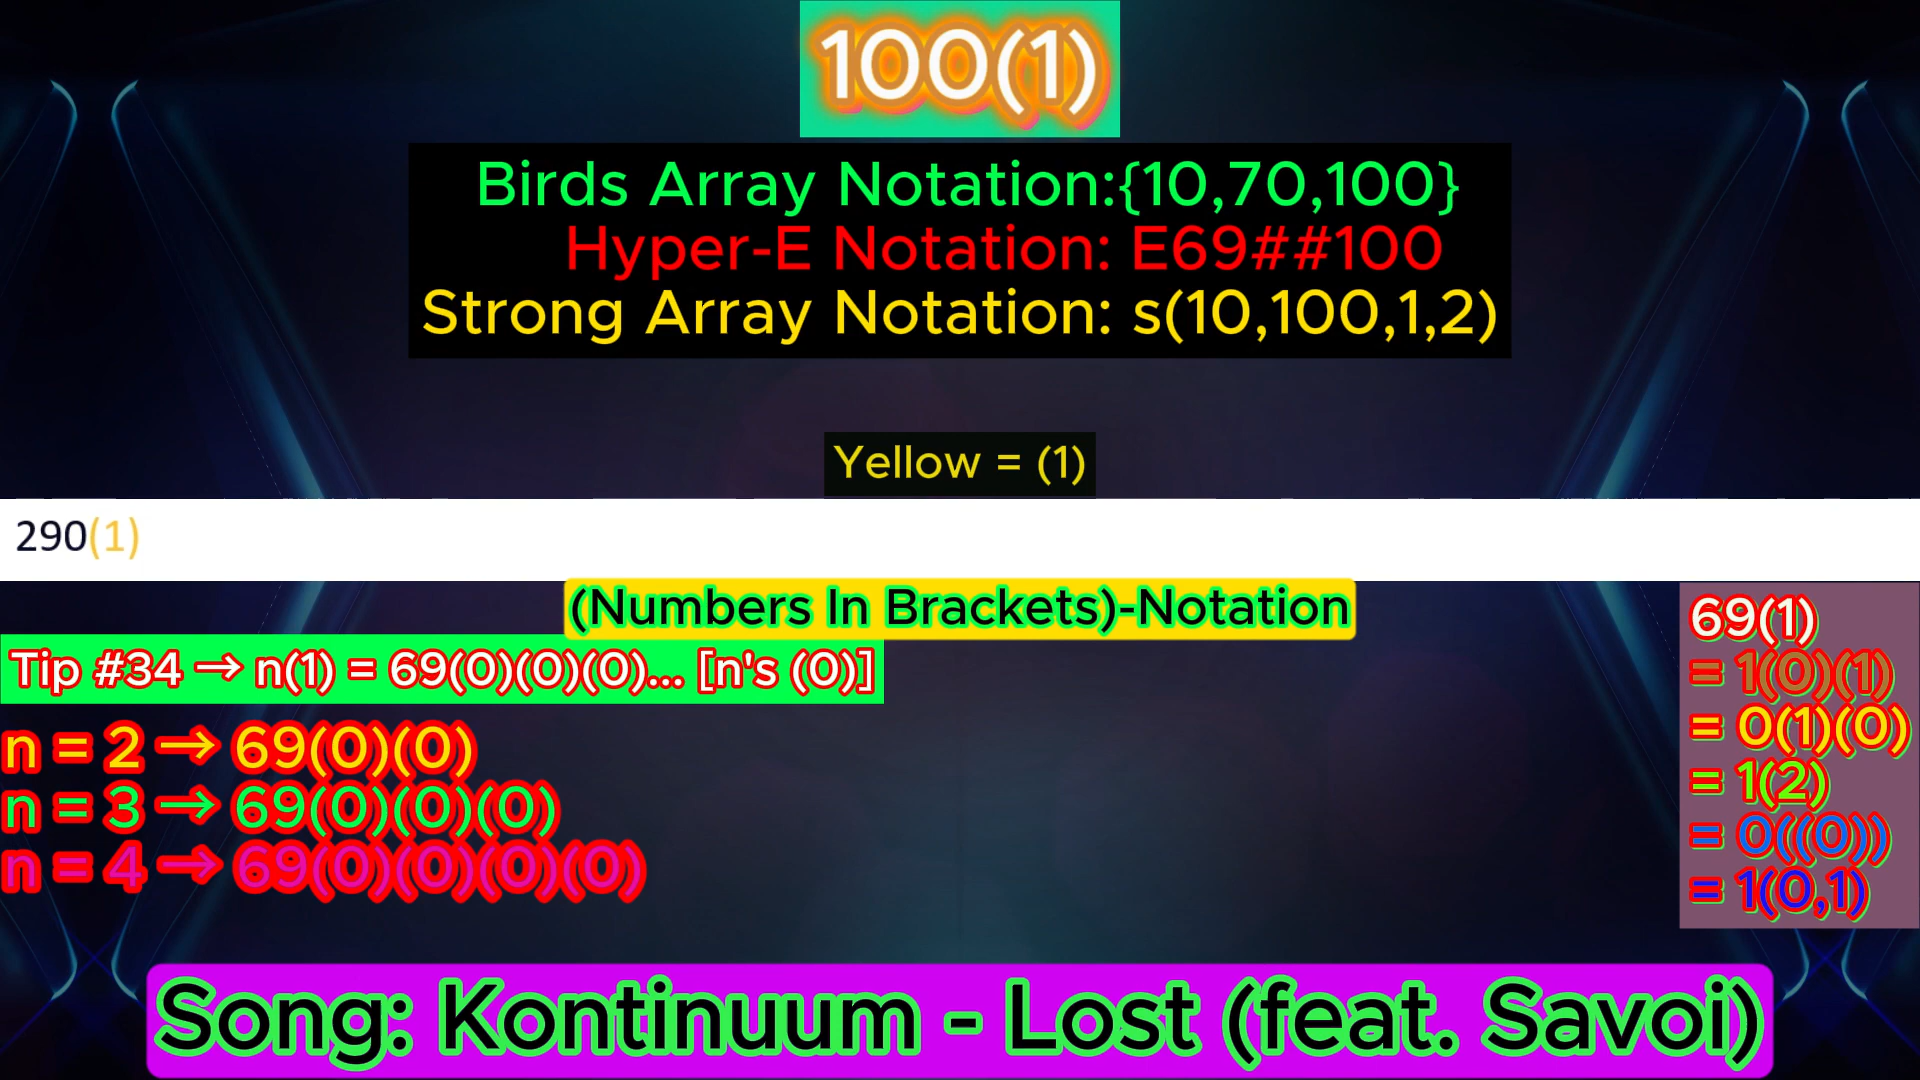 100(1)
Birds Array Notation:{10,70,100}
Hyper-E Notation: E69##100
Strong Array Notation: s(10,100,1,2)
Yellow = (1)
290(1)
(Numbers In Brackets)-Notation
Tip #34 → n(1) = 69(0)(0)(0)... [n's (0)]
n = 2 → 69(0)(0)
n = 3 → 69(0)(0)(0)
n = 4 → 69(0)(0)(0)(0)
69(1)
= 1(0)(1)
= 0(1)(0)
= 1(2)
= 0((0))
= 1(0,1)
Song: Kontinuum - Lost (feat. Savoi)